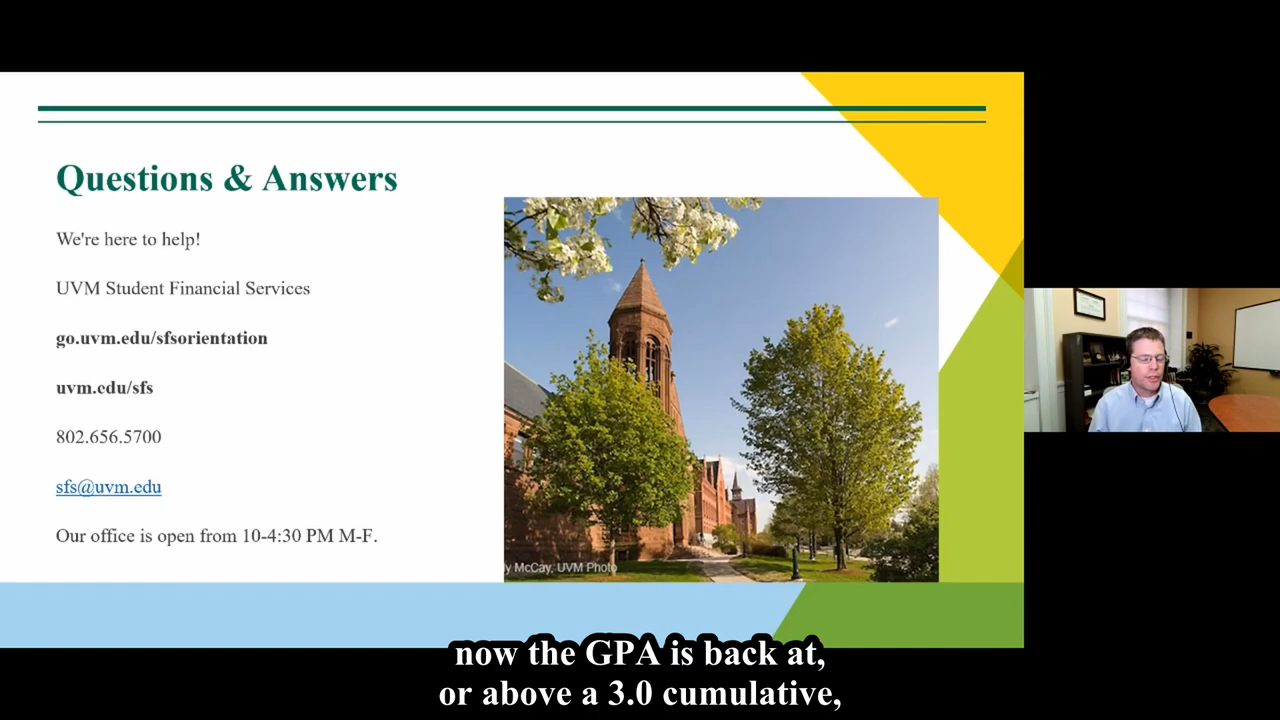 Questions & Answers
We're here to help!
UVM Student Financial Services
go.uvm.edu/sfsorientation
uvm.edu/sfs
802.656.5700
sfs@uvm.edu
Our office is open from 10-4:30 PM M-F.
McCay, UVM Photo
now the GPA is back at,
or above a 3.0 cumulative,